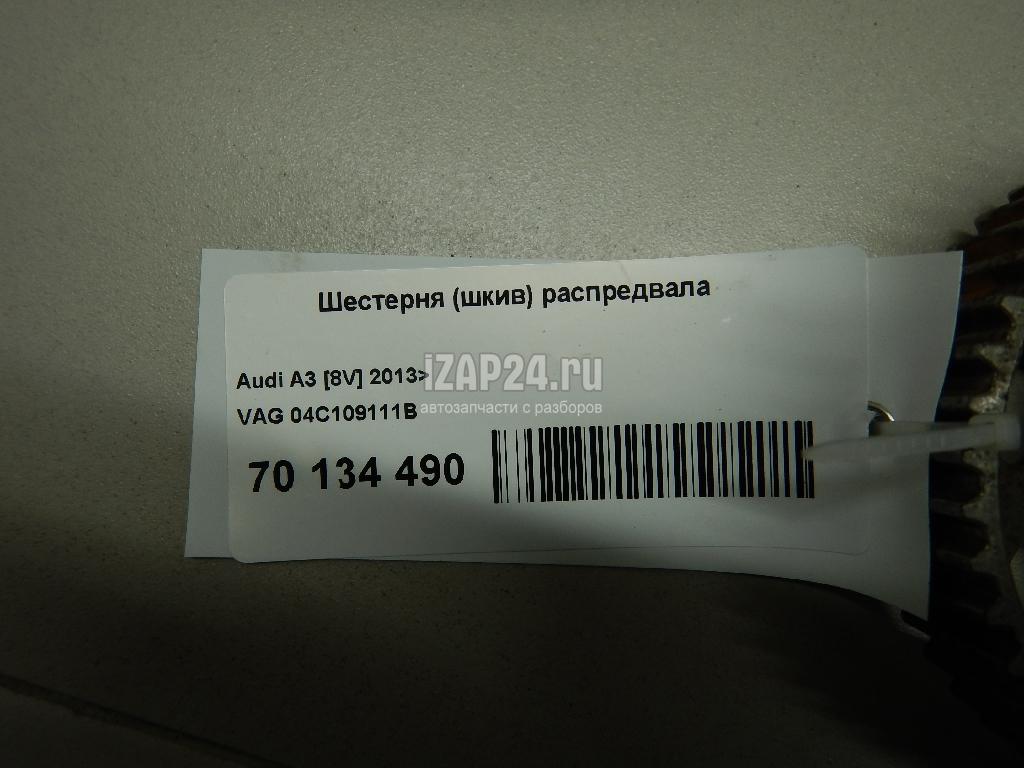 Шестерня (шкив) распредвала
Audi A3 [8V] 2013>
iZAP24.ru
VAG 04C109111B
автозапчасти с разборов
70 134 490